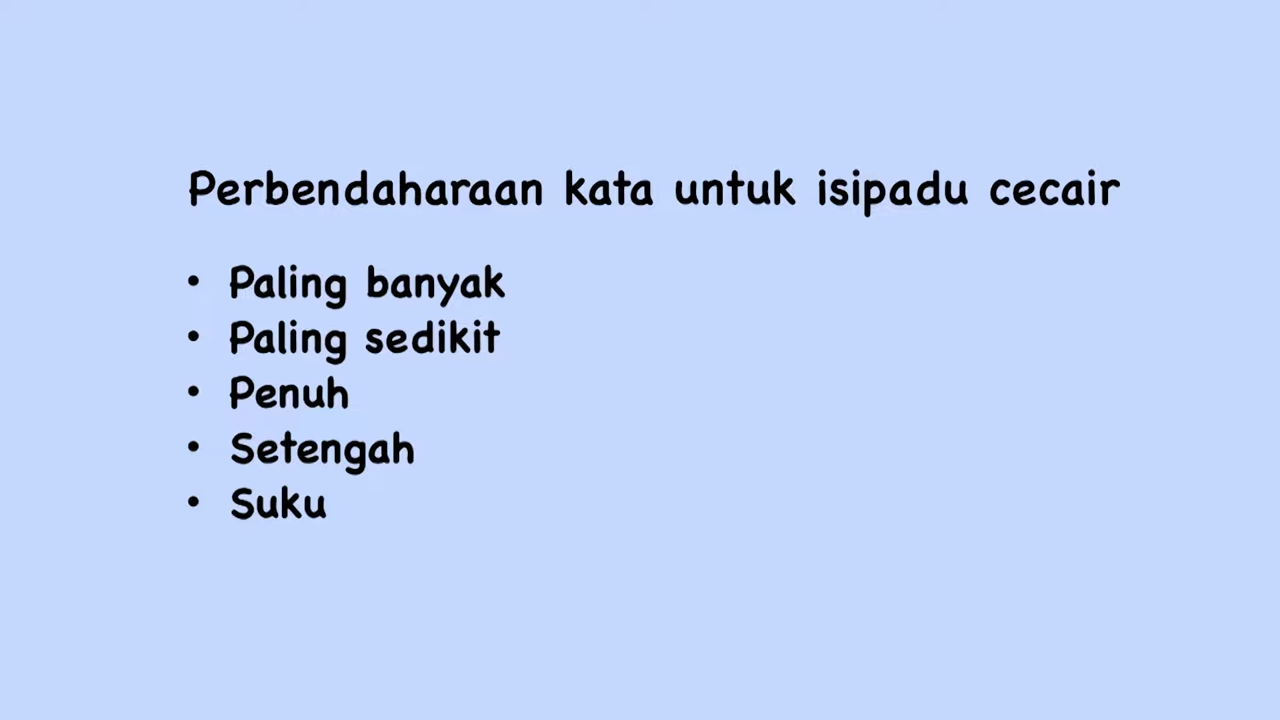 Perbendaharaan kata untuk isipadu cecair
• Paling banyak
• Paling sedikit
• Penuh
• Setengah
• Suku